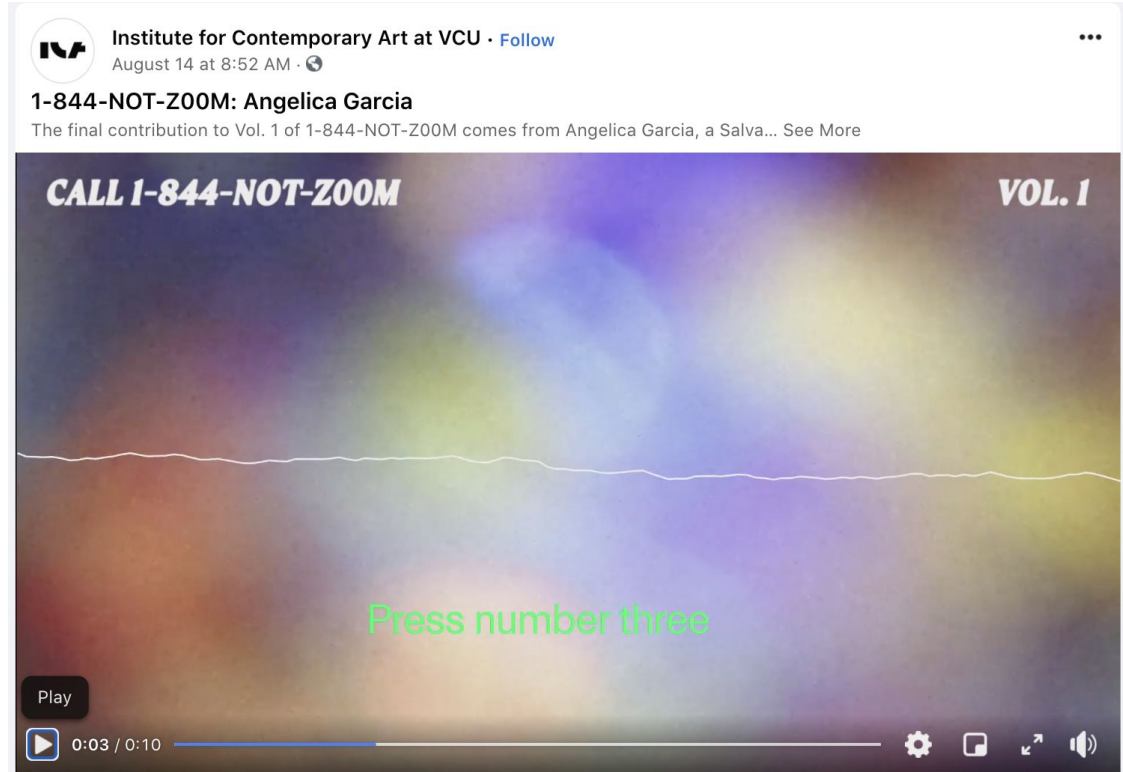 ICA
Institute for Contemporary Art at VCU · Follow
August 14 at 8:52 AM ·
1-844-NOT-Z00M: Angelica Garcia
The final contribution to Vol. 1 of 1-844-NOT-Z00M comes from Angelica Garcia, a Salva... See More
CALL 1-844-NOT-Z00M
VOL. 1
Press number three
Play
0:03 / 0:10